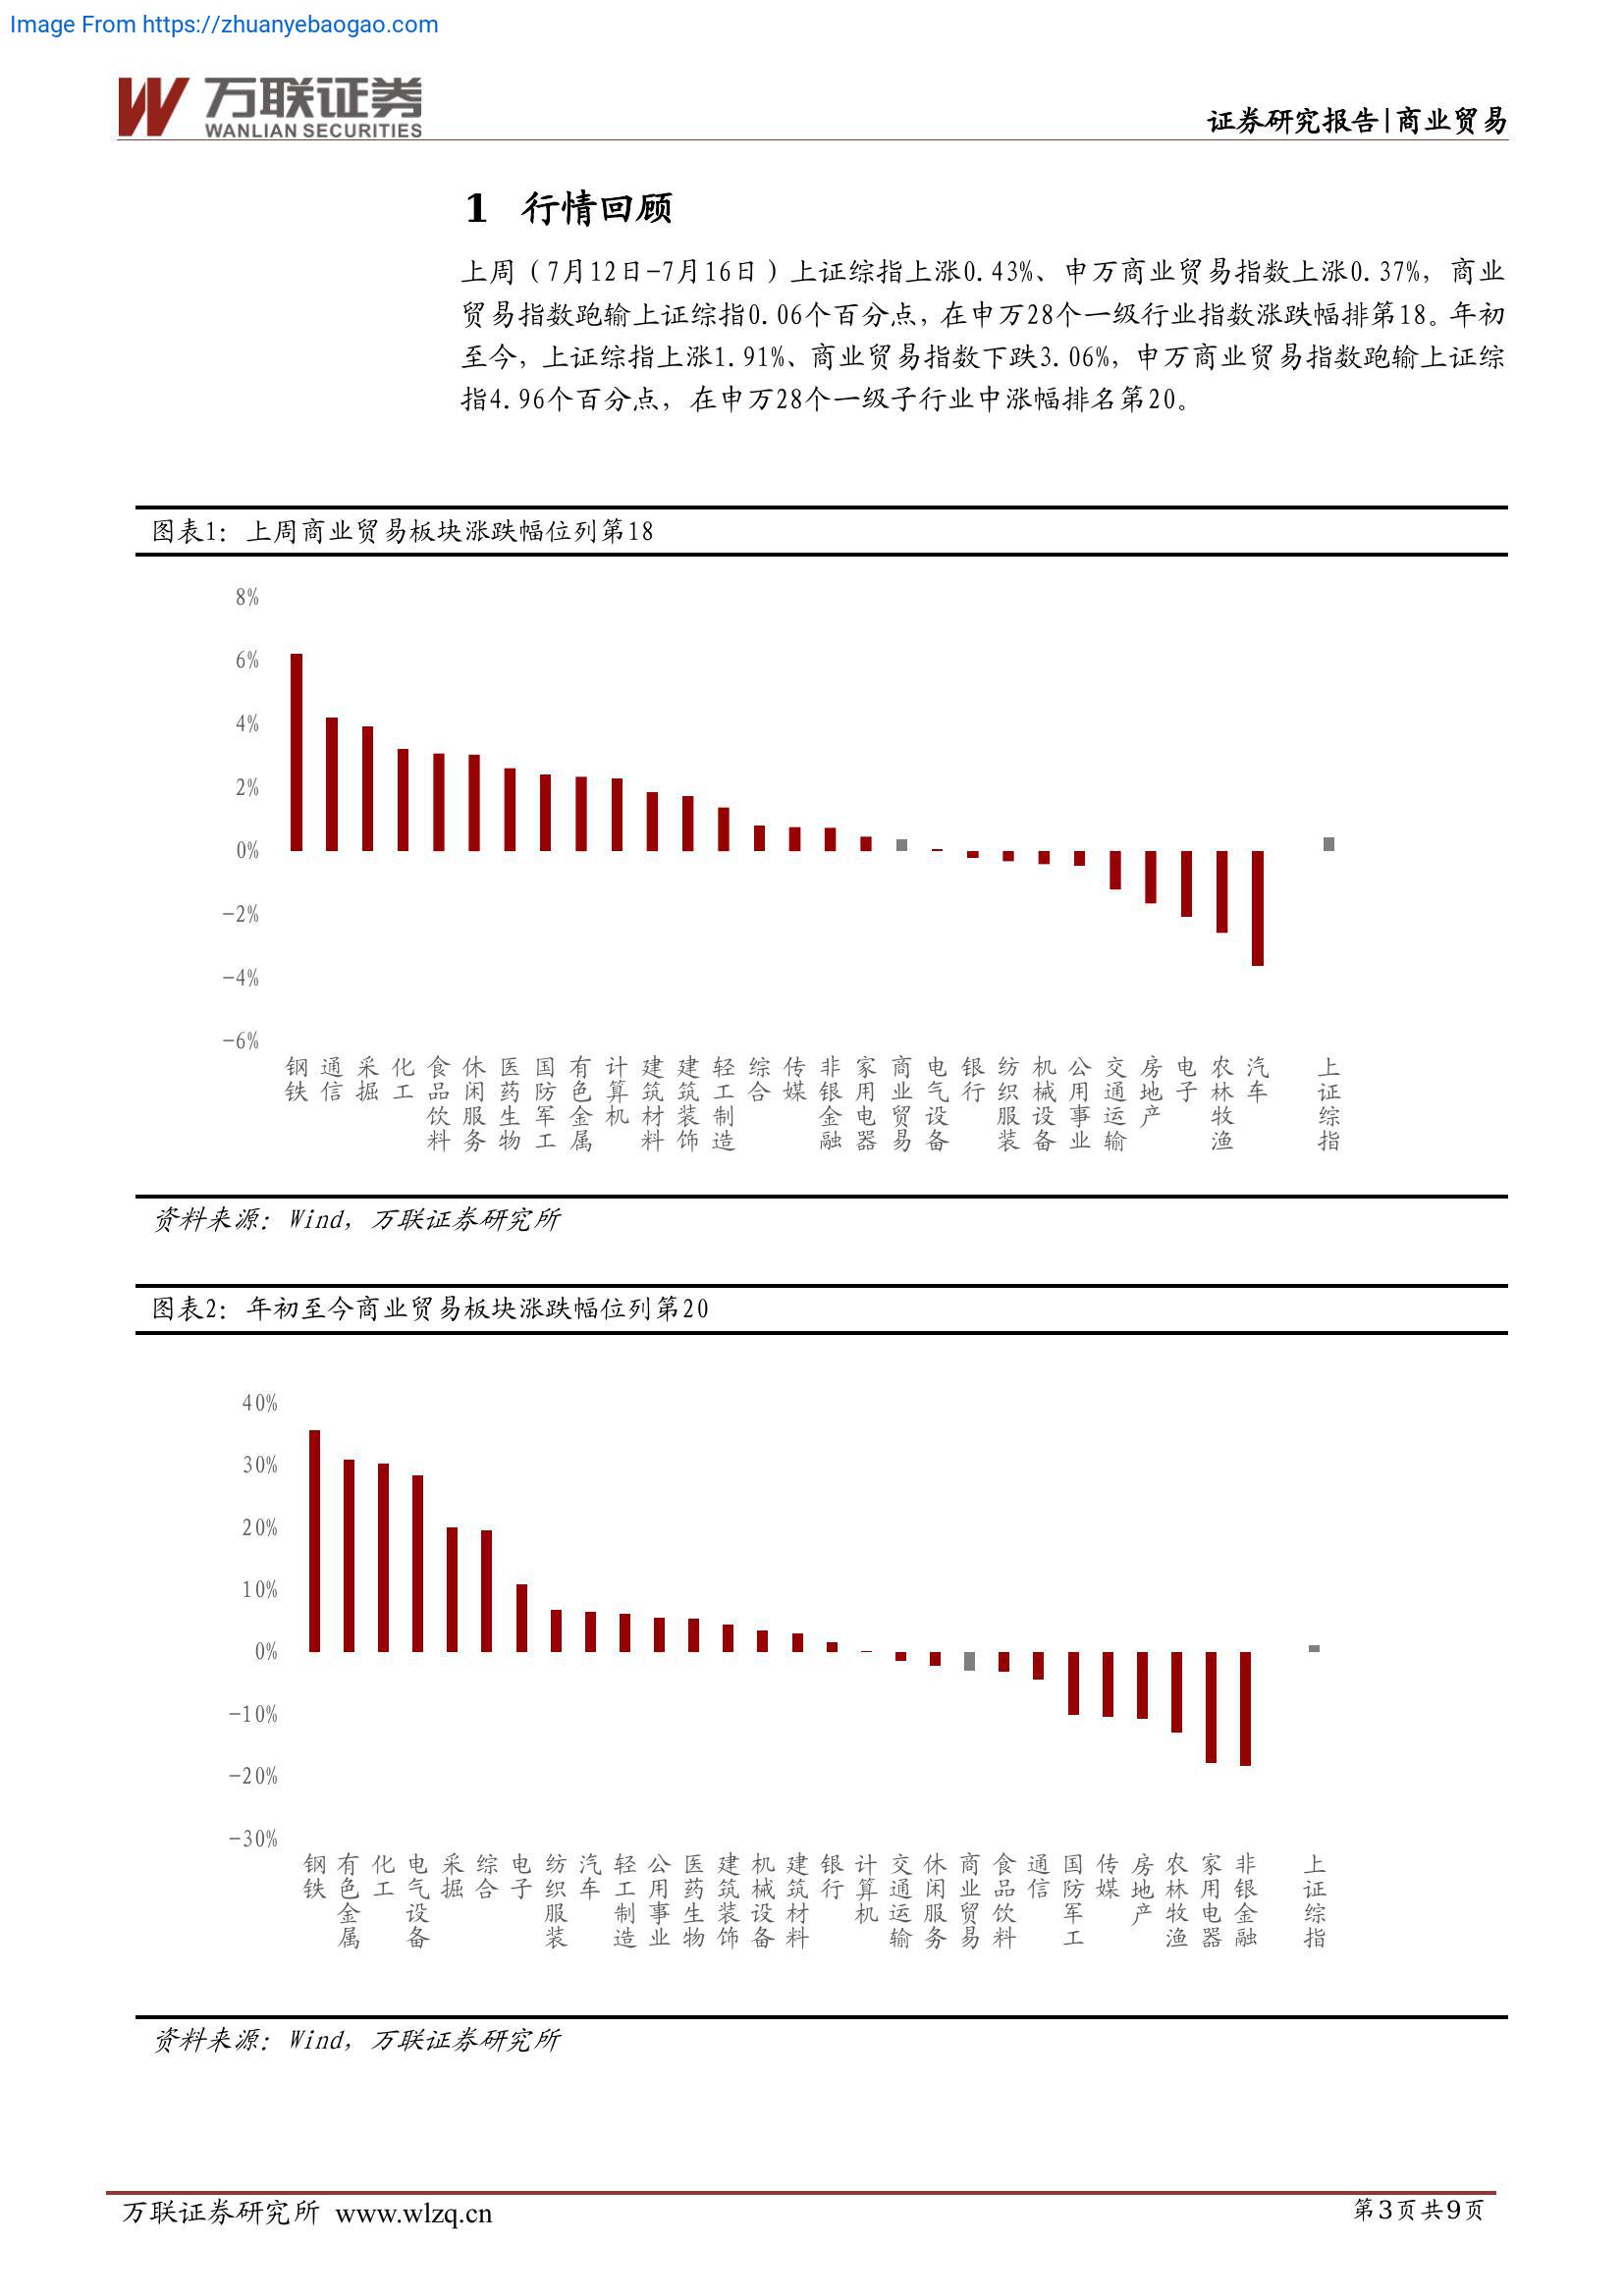 Image From https://zhuanyebaogao.com
万联证券
WANLIAN SECURITIES
证券研究报告|商业贸易
1 行情回顾
上周（7月12日-7月16日）上证综指上涨0.43%、申万商业贸易指数上涨0.37%，商业
贸易指数跑输上证综指0.06个百分点，在申万28个一级行业指数涨跌幅排第18。年初
至今，上证综指上涨1.91%、商业贸易指数下跌3.06%，申万商业贸易指数跑输上证综
指4.96个百分点，在申万28个一级子行业中涨幅排名第20。
图表1：上周商业贸易板块涨跌幅位列第18
8%
6%
4%
2%
0%
-2%
-4%
-6%
钢铁
通信
采掘
化工
食品饮料
休闲服务
医药生物
国防军工
有色金属
计算机
建筑材料
建筑装饰
轻工制造
综合
传媒
非银金融
家用电器
商业贸易
电气设备
银行
纺织服装
机械设备
公用事业
交通运输
房地产
电子
农林牧渔
汽车
上证综指
资料来源：Wind，万联证券研究所
图表2：年初至今商业贸易板块涨跌幅位列第20
40%
30%
20%
10%
0%
-10%
-20%
-30%
钢铁
有色金属
化工
电气设备
采掘
综合
电子
纺织服装
汽车
轻工制造
公用事业
医药生物
建筑装饰
机械设备
建筑材料
银行
计算机
交通运输
休闲服务
商业贸易
食品饮料
通信
国防军工
传媒
房地产
农林牧渔
家用电器
非银金融
上证综指
资料来源：Wind，万联证券研究所
万联证券研究所 www.wlzq.cn
第3页共9页